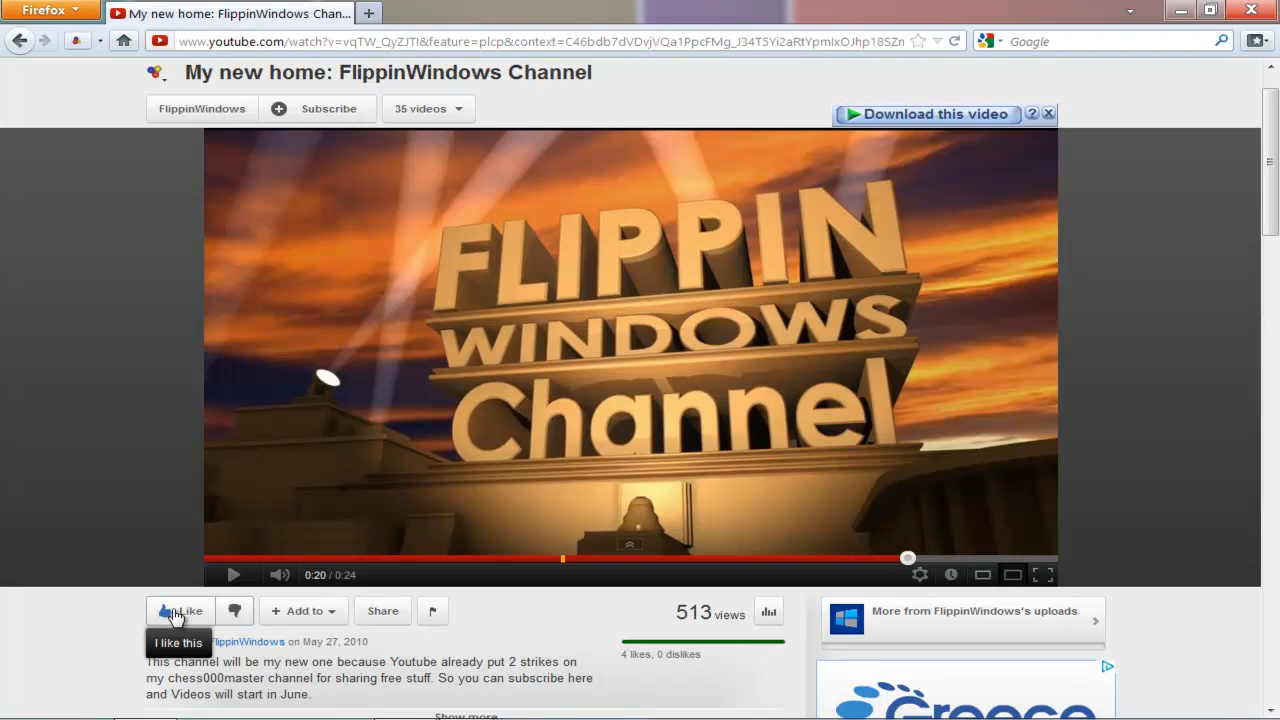 Firefox
My new home: FlippinWindows Chan...
www.youtube.com/watch?v=vqTW_QyZJTI&feature=plcp&context=C46bdb7dVDvjVQa1PpcFMg_J34T5Yi2aRtYpmIxOJhp18SZn
Google
My new home: FlippinWindows Channel
FlippinWindows
Subscribe
35 videos
Download this video
FLIPPIN
WINDOWS
Channel
0:20 / 0:24
Like
Add to
Share
513 views
More from FlippinWindows's uploads
I like this
FlippinWindows on May 27, 2010
4 likes, 0 dislikes
This channel will be my new one because Youtube already put 2 strikes on
my chess000master channel for sharing free stuff. So you can subscribe here
and Videos will start in June.
Show more
Greece